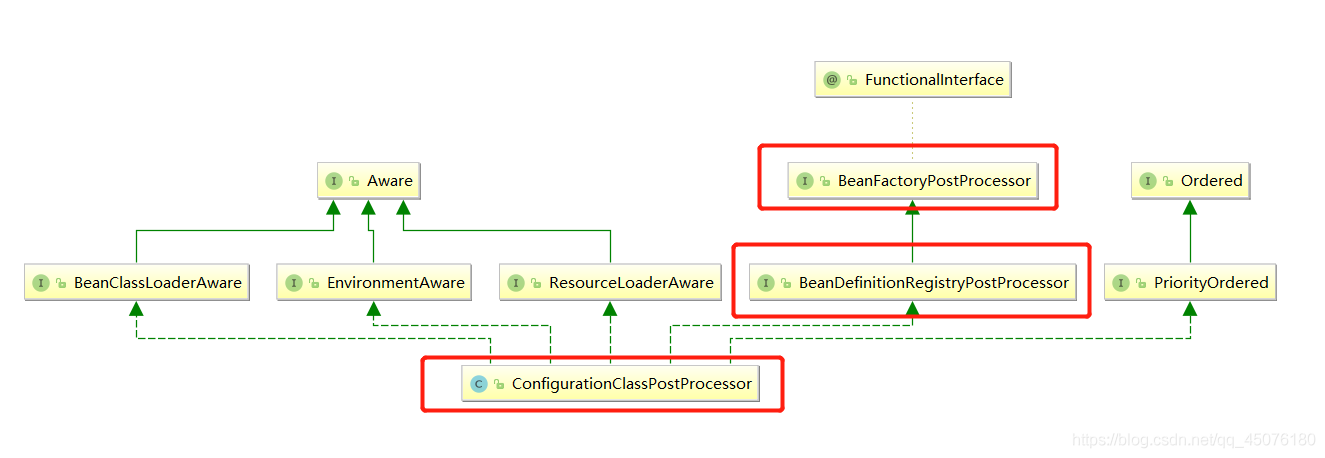 @ FunctionalInterface
I Aware
I BeanFactoryPostProcessor
I Ordered
I BeanClassLoaderAware
I EnvironmentAware
I ResourceLoaderAware
I BeanDefinitionRegistryPostProcessor
I PriorityOrdered
C ConfigurationClassPostProcessor
https://blog.csdn.net/qq_45076180